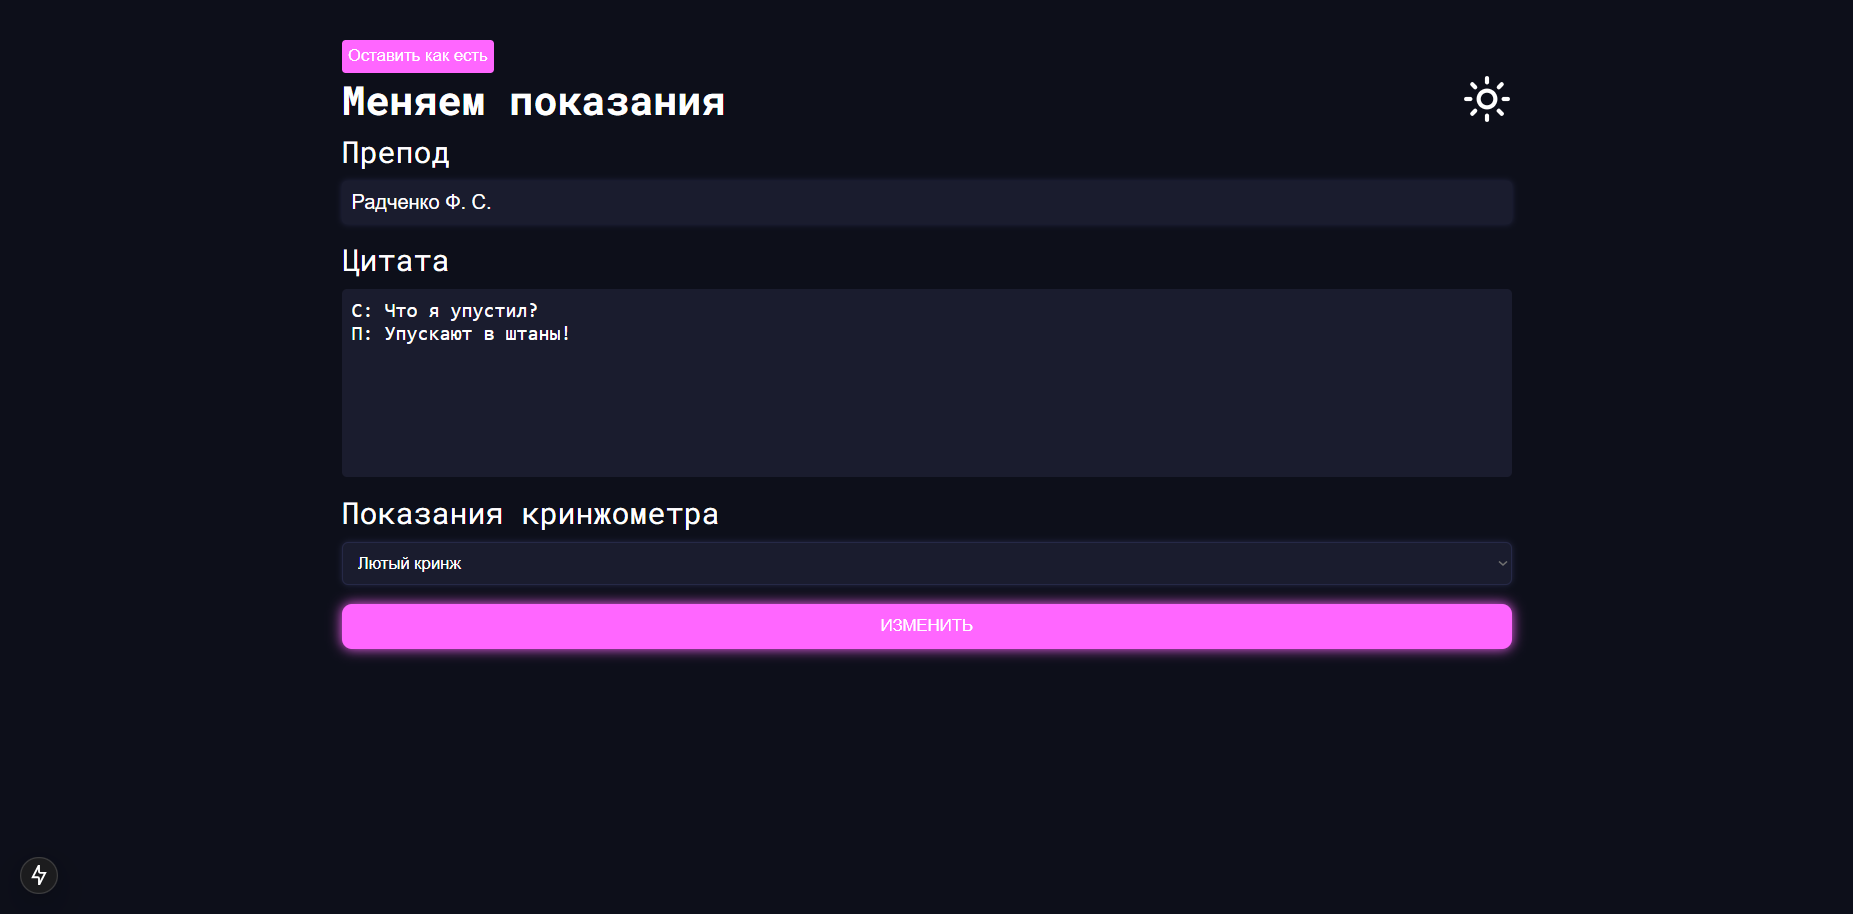 Оставить как есть
Меняем показания
Препод
Радченко Ф. С.
Цитата
С: Что я упустил?
П: Упускают в штаны!
Показания кринжометра
Лютый кринж
ИЗМЕНИТЬ